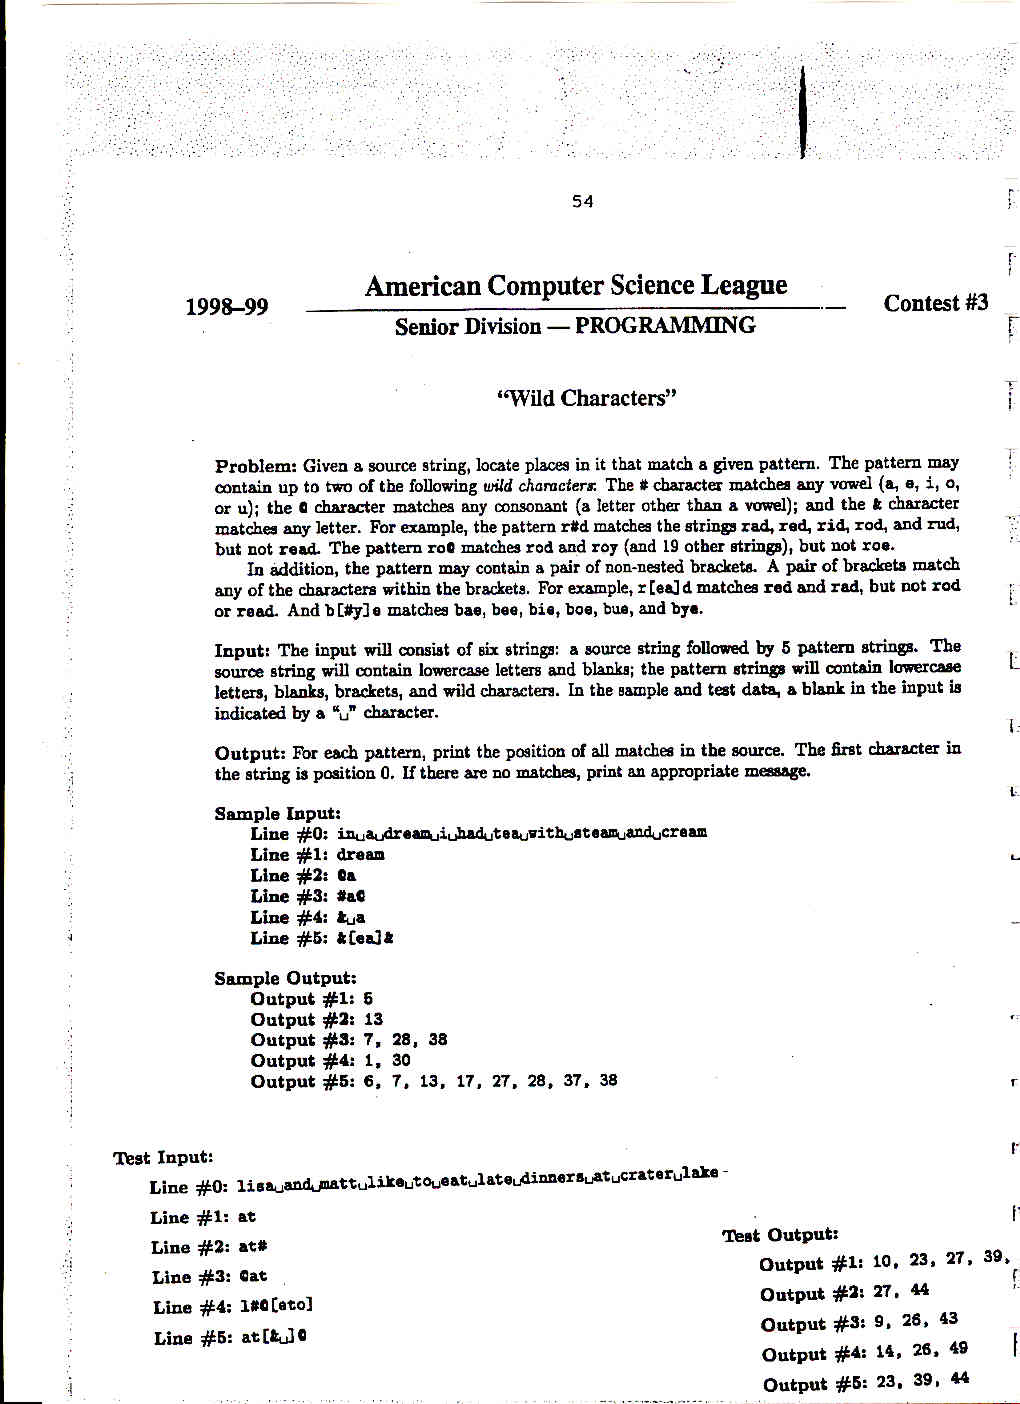 54
American Computer Science League
1998–99
Contest #3
Senior Division — PROGRAMMING
“Wild Characters”
Problem: Given a source string, locate places in it that match a given pattern. The pattern may
contain up to two of the following wild characters: The # character matches any vowel (a, e, i, o,
or u); the @ character matches any consonant (a letter other than a vowel); and the & character
matches any letter. For example, the pattern r#d matches the strings rad, red, rid, rod, and rud,
but not read. The pattern ro@ matches rod and roy (and 19 other strings), but not roe.
In addition, the pattern may contain a pair of non-nested brackets. A pair of brackets match
any of the characters within the brackets. For example, r[ea]d matches red and rad, but not rod
or read. And b[#y]e matches bae, bee, bie, boe, bue, and bye.
Input: The input will consist of six strings: a source string followed by 5 pattern strings. The
source string will contain lowercase letters and blanks; the pattern strings will contain lowercase
letters, blanks, brackets, and wild characters. In the sample and test data, a blank in the input is
indicated by a “␣” character.
Output: For each pattern, print the position of all matches in the source. The first character in
the string is position 0. If there are no matches, print an appropriate message.
Sample Input:
Line #0: in␣a␣dream␣i␣had␣tea␣with␣steam␣and␣cream
Line #1: dream
Line #2: @a
Line #3: #a@
Line #4: &␣a
Line #5: &[ea]&
Sample Output:
Output #1: 5
Output #2: 13
Output #3: 7, 28, 38
Output #4: 1, 30
Output #5: 6, 7, 13, 17, 27, 28, 37, 38
Test Input:
Line #0: lisa␣and␣matt␣like␣to␣eat␣late␣dinners␣at␣crater␣lake
Line #1: at
Line #2: at#
Line #3: @at
Line #4: l#@[eto]
Line #5: at[&␣]@
Test Output:
Output #1: 10, 23, 27, 39,
Output #2: 27, 44
Output #3: 9, 26, 43
Output #4: 14, 26, 49
Output #5: 23, 39, 44